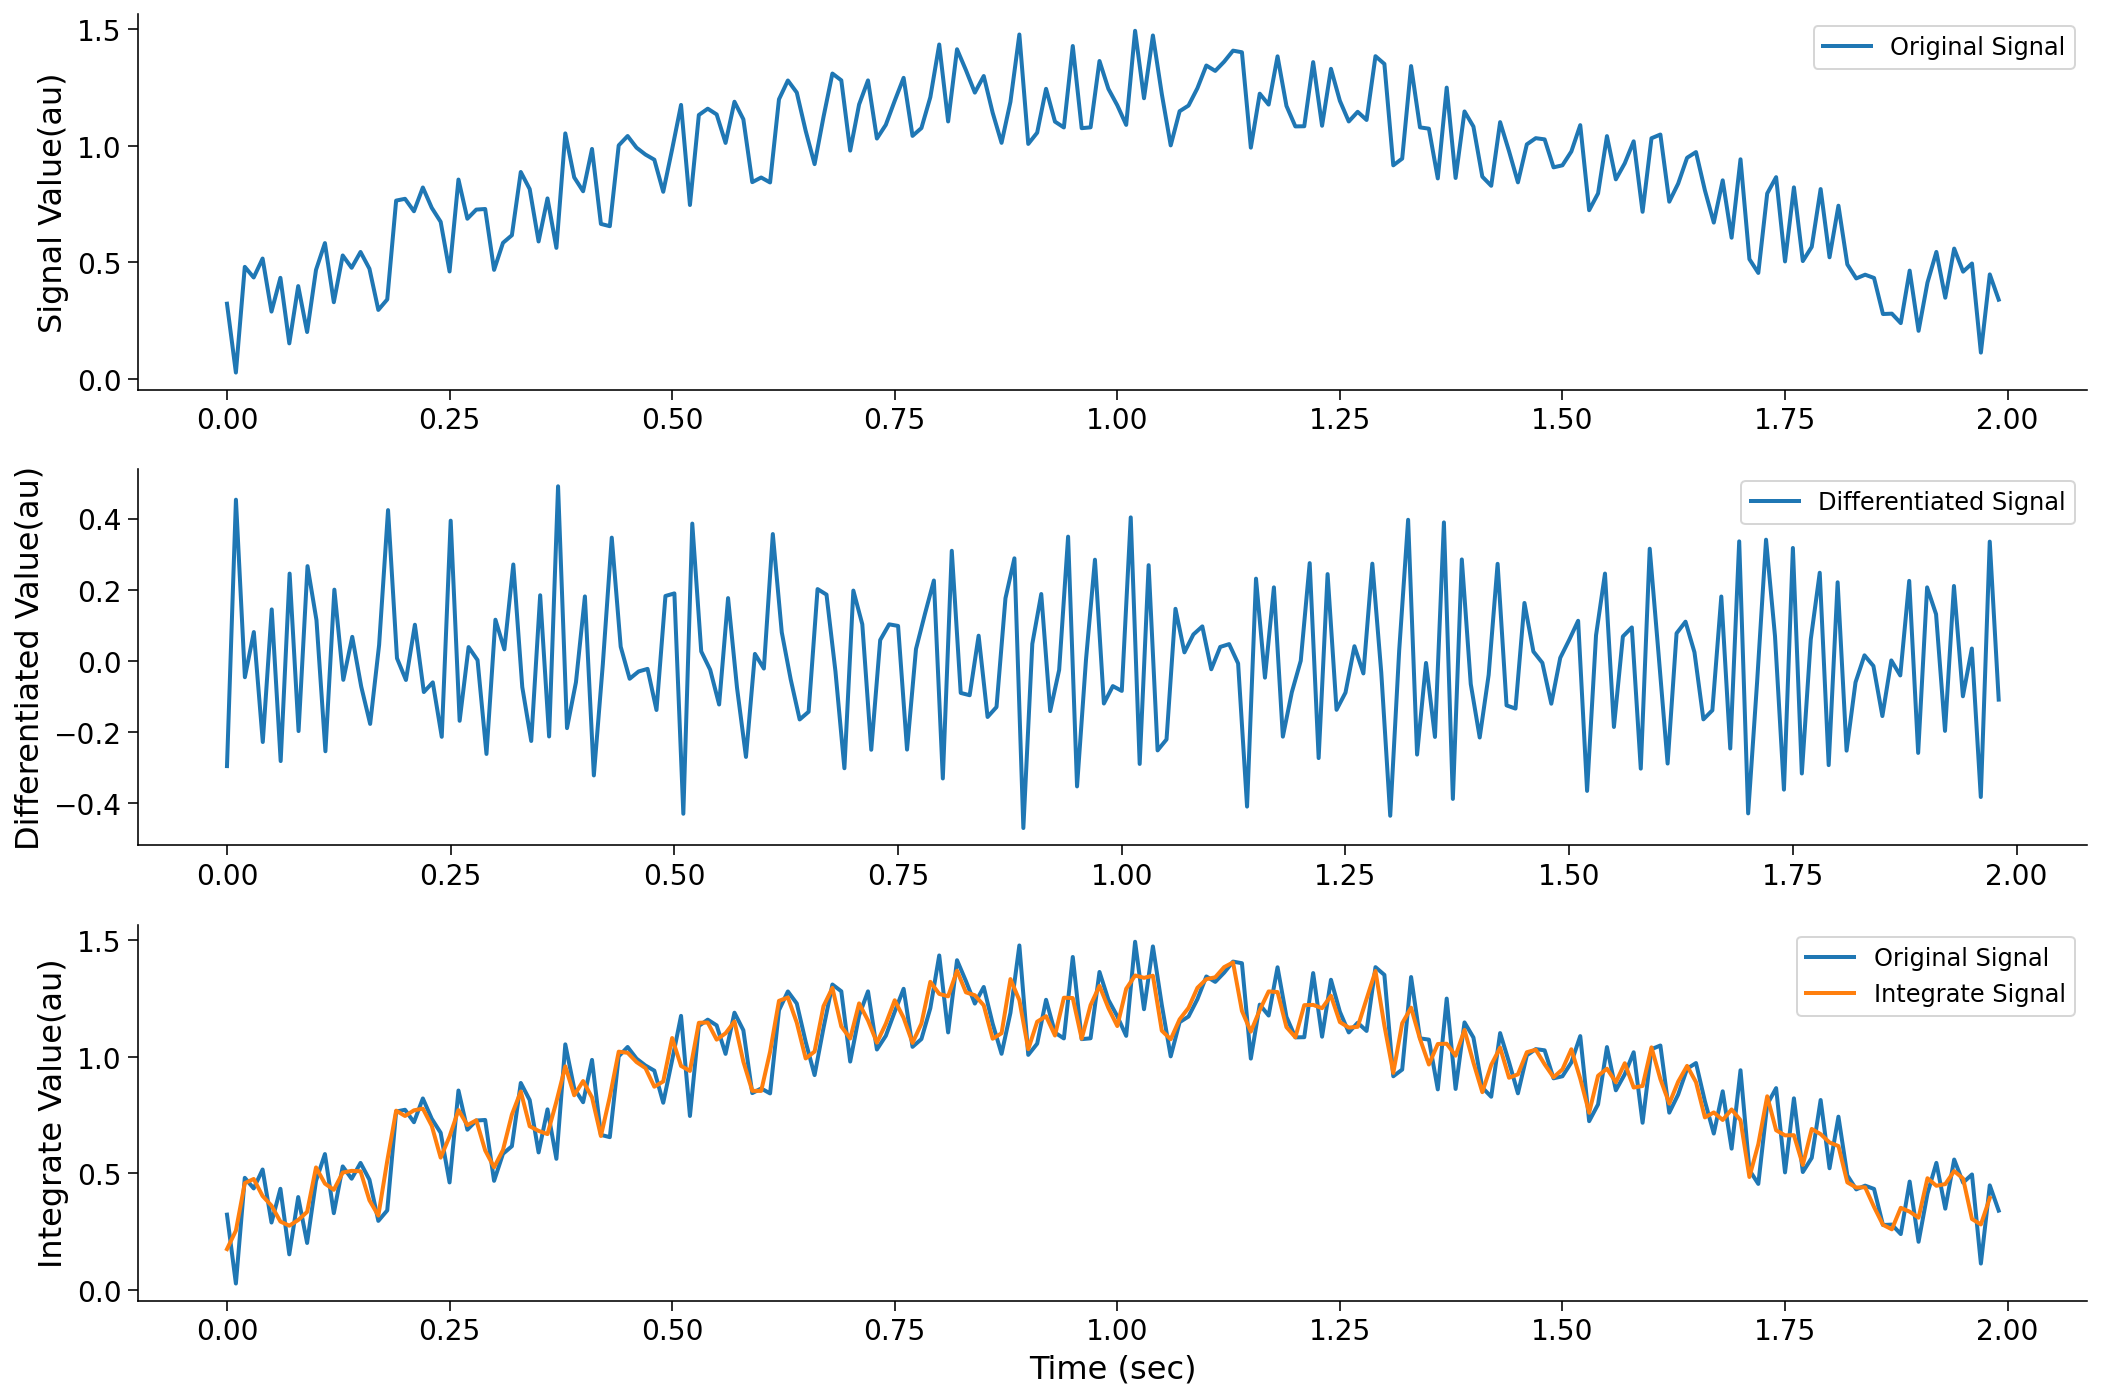 Signal Value(au)
1.5
1.0
0.5
0.0
Original Signal
0.00 0.25 0.50 0.75 1.00 1.25 1.50 1.75 2.00
Differentiated Value(au)
0.4
0.2
0.0
−0.2
−0.4
Differentiated Signal
0.00 0.25 0.50 0.75 1.00 1.25 1.50 1.75 2.00
Integrate Value(au)
1.5
1.0
0.5
0.0
Original Signal
Integrate Signal
0.00 0.25 0.50 0.75 1.00 1.25 1.50 1.75 2.00
Time (sec)